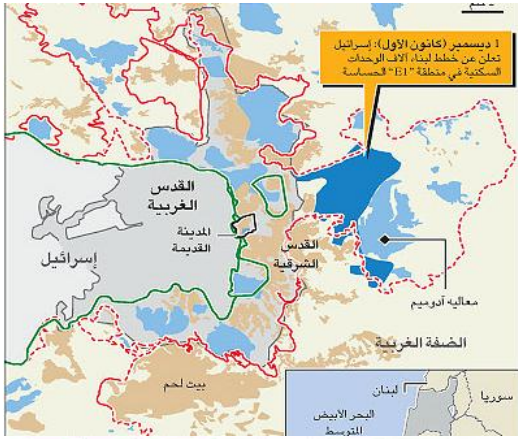 1 ديسمبر (كانون الأول): إسرائيل
تعلن عن خطط لبناء آلاف الوحدات
السكنية في منطقة "E1" الحساسة
القدس
الغربية
المدينة
القديمة
القدس
الشرقية
إسرائيل
معاليه أدوميم
الضفة الغربية
بيت لحم
لبنان
سوريا
البحر الأبيض
المتوسط